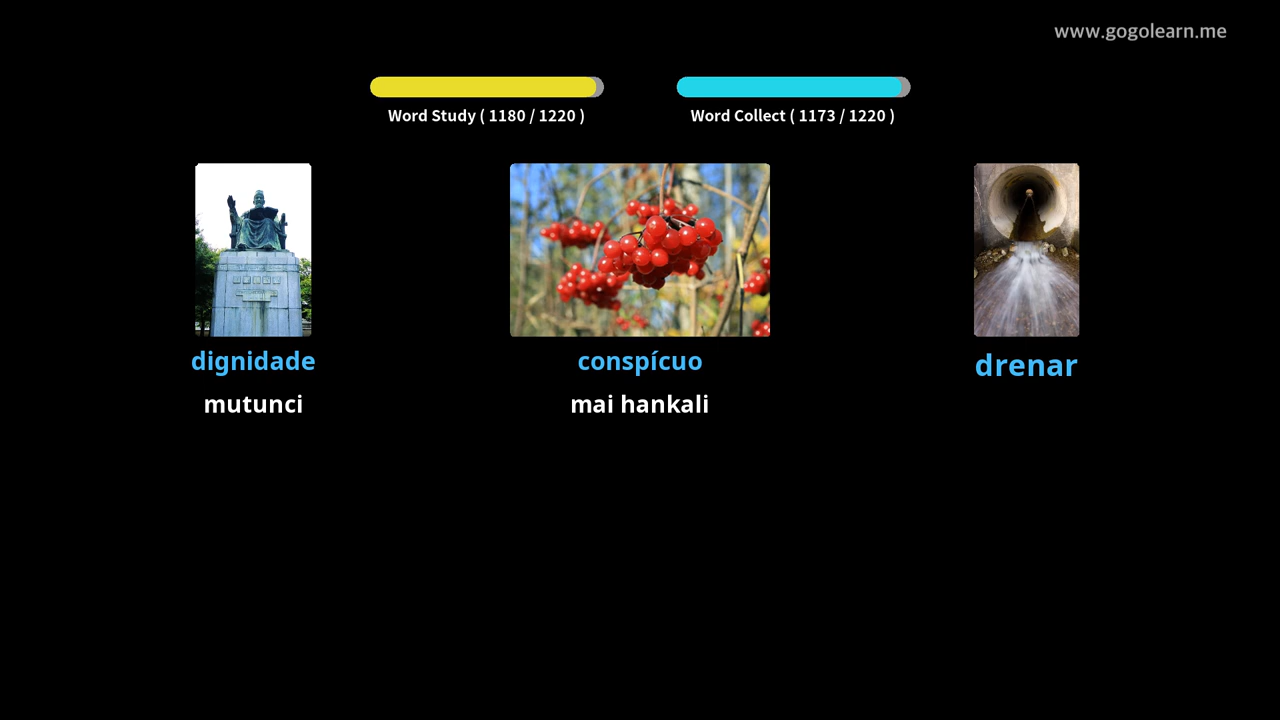 www.gogolearn.me
Word Study ( 1180 / 1220 )
Word Collect ( 1173 / 1220 )
dignidade
mutunci
conspícuo
mai hankali
drenar